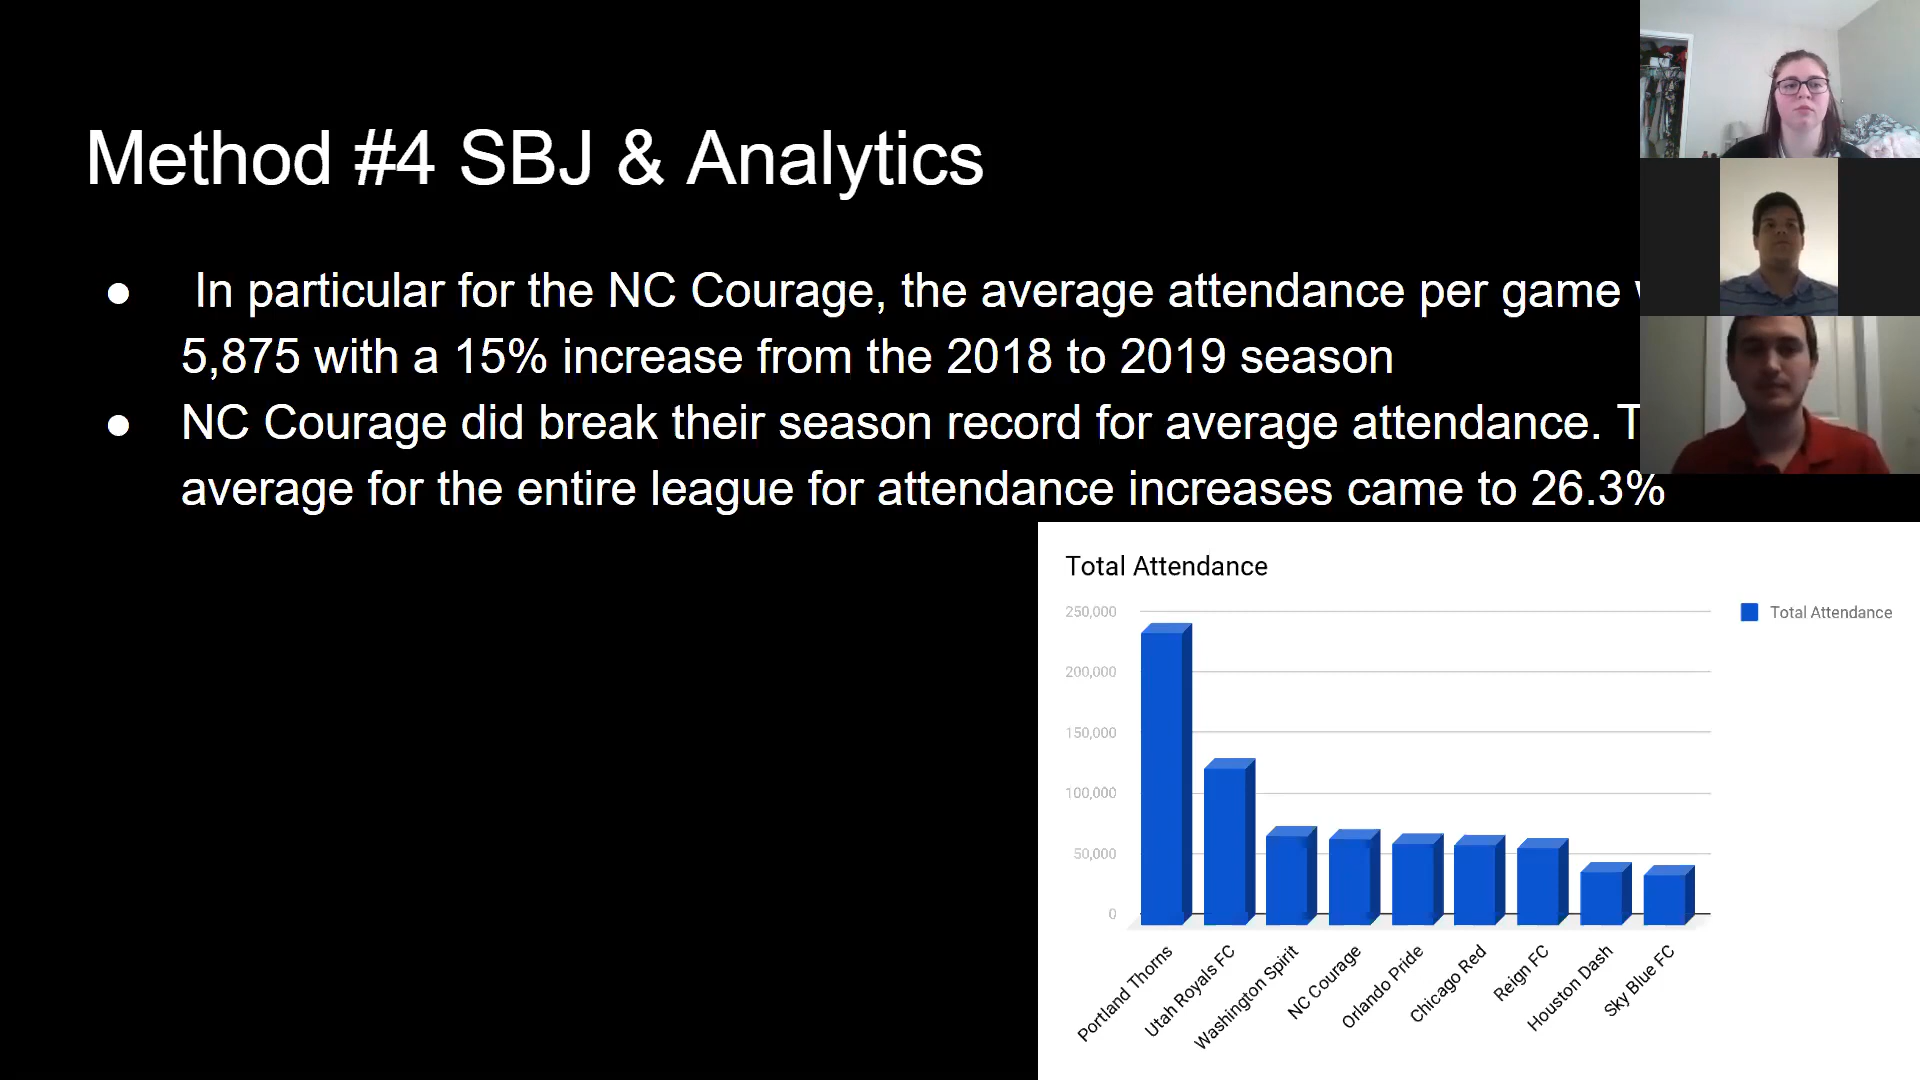 Method #4 SBJ & Analytics
● In particular for the NC Courage, the average attendance per game
5,875 with a 15% increase from the 2018 to 2019 season
● NC Courage did break their season record for average attendance.
average for the entire league for attendance increases came to 26.3%
Total Attendance
250,000
200,000
150,000
100,000
50,000
0
Total Attendance
Portland Thorns
Utah Royals FC
Washington Spirit
NC Courage
Orlando Pride
Chicago Red
Reign FC
Houston Dash
Sky Blue FC